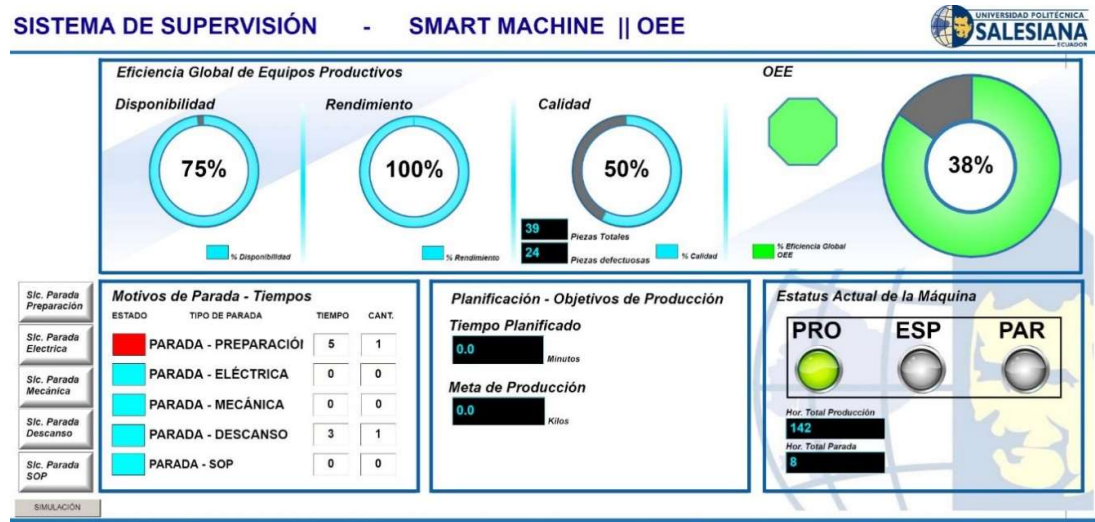 SISTEMA DE SUPERVISIÓN - SMART MACHINE || OEE
UNIVERSIDAD POLITÉCNICA
SALESIANA
ECUADOR
Eficiencia Global de Equipos Productivos
OEE
Disponibilidad
Rendimiento
Calidad
75%
100%
50%
38%
39
Piezas Totales
24
Piezas defectuosas
% Disponibilidad
% Rendimiento
% Calidad
% Eficiencia Global
OEE
Slc. Parada
Preparación
Slc. Parada
Electrica
Slc. Parada
Mecánica
Slc. Parada
Descanso
Slc. Parada
SOP
SIMULACIÓN
Motivos de Parada - Tiempos
ESTADO TIPO DE PARADA TIEMPO CANT.
PARADA - PREPARACIÓI 5 1
PARADA - ELÉCTRICA 0 0
PARADA - MECÁNICA 0 0
PARADA - DESCANSO 3 1
PARADA - SOP 0 0
Planificación - Objetivos de Producción
Tiempo Planificado
0.0
Minutos
Meta de Producción
0.0
Kilos
Estatus Actual de la Máquina
PRO ESP PAR
Hor. Total Producción
142
Hor. Total Parada
8